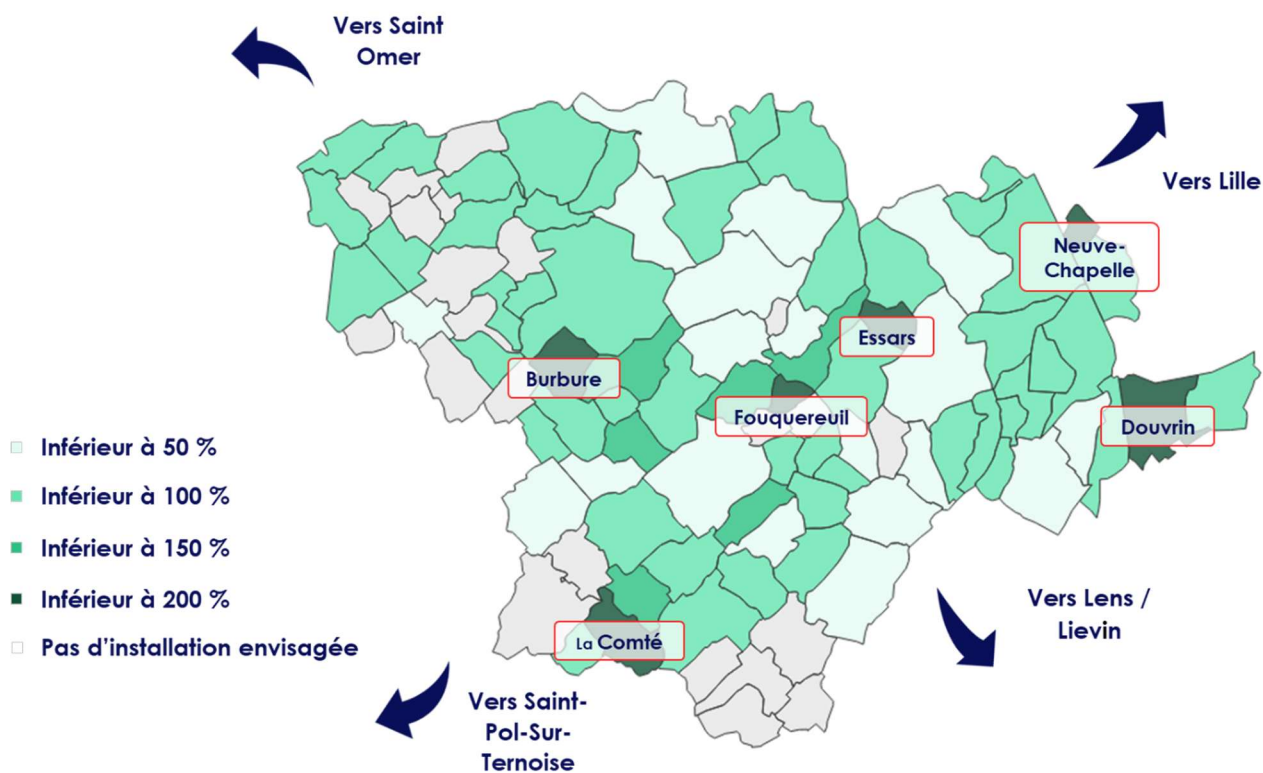 Vers Saint
Omer
Vers Lille
Neuve-
Chapelle
Essars
Burbure
Fouquereuil
Douvrin
Inférieur à 50 %
Inférieur à 100 %
Inférieur à 150 %
Inférieur à 200 %
Pas d’installation envisagée
La Comté
Vers Lens /
Lievin
Vers Saint-
Pol-Sur-
Ternoise